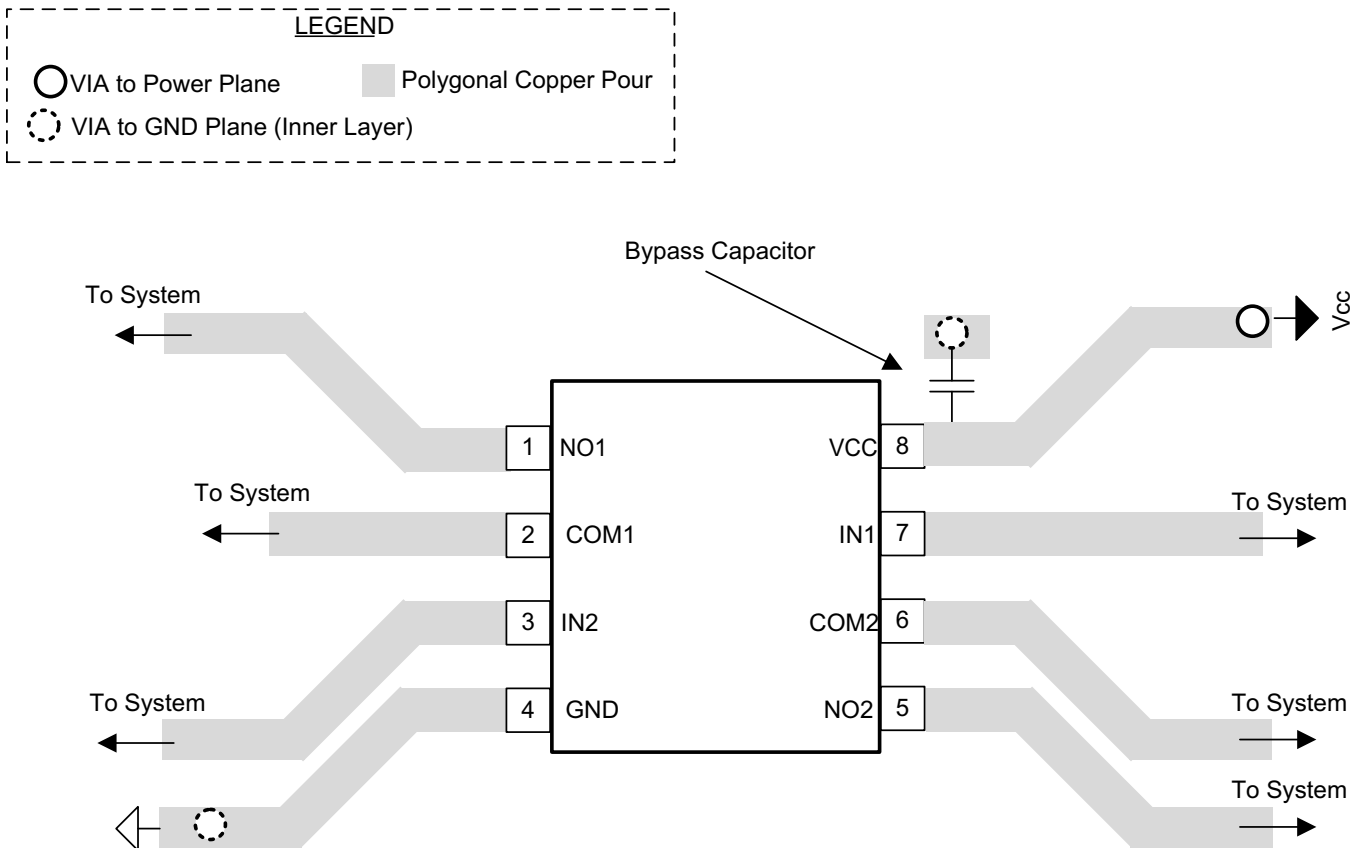 LEGEND
VIA to Power Plane
Polygonal Copper Pour
VIA to GND Plane (Inner Layer)
Bypass Capacitor
To System
Vcc
1 NO1
VCC 8
To System
To System
2 COM1
IN1 7
3 IN2
COM2 6
To System
To System
4 GND
NO2 5
To System